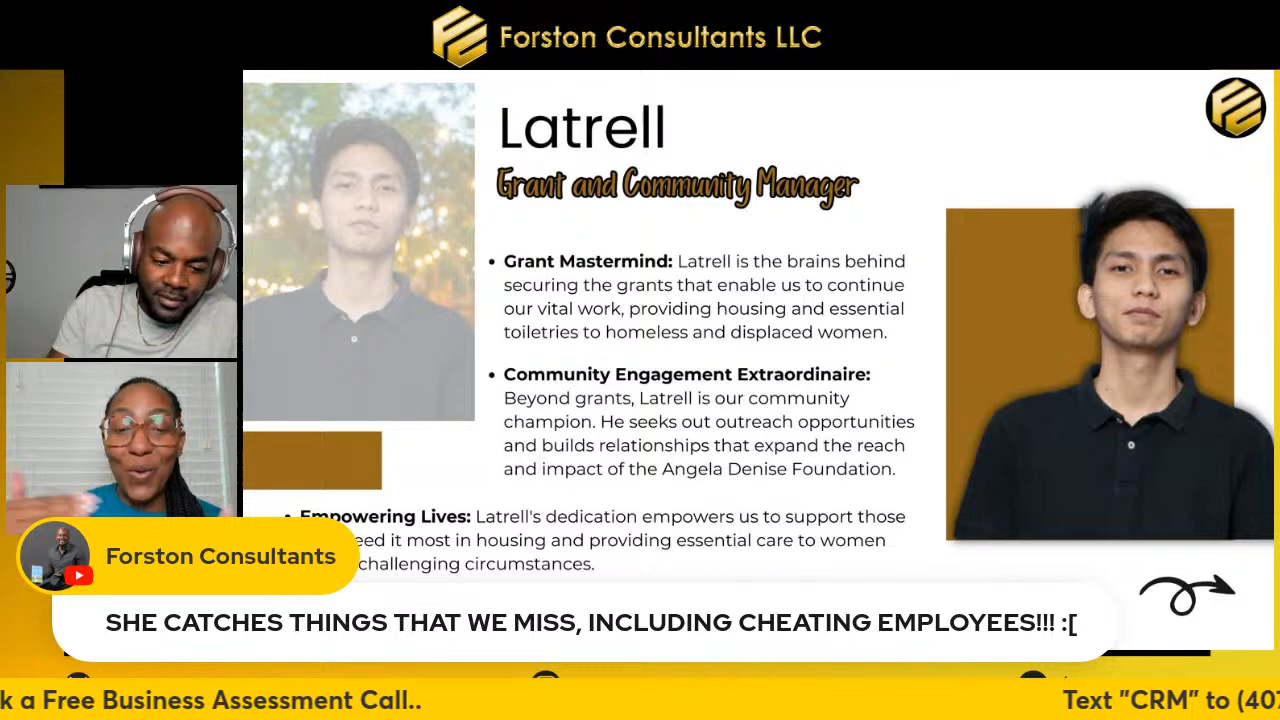 Forston Consultants LLC
Latrell
Grant and Community Manager
• Grant Mastermind: Latrell is the brains behind
securing the grants that enable us to continue
our vital work, providing housing and essential
toiletries to homeless and displaced women.
• Community Engagement Extraordinaire:
Beyond grants, Latrell is our community
champion. He seeks out outreach opportunities
and builds relationships that expand the reach
and impact of the Angela Denise Foundation.
• Empowering Lives: Latrell's dedication empowers us to support those
eed it most in housing and providing essential care to women
challenging circumstances.
Forston Consultants
SHE CATCHES THINGS THAT WE MISS, INCLUDING CHEATING EMPLOYEES!!! :[
k a Free Business Assessment Call..
Text "CRM" to (407